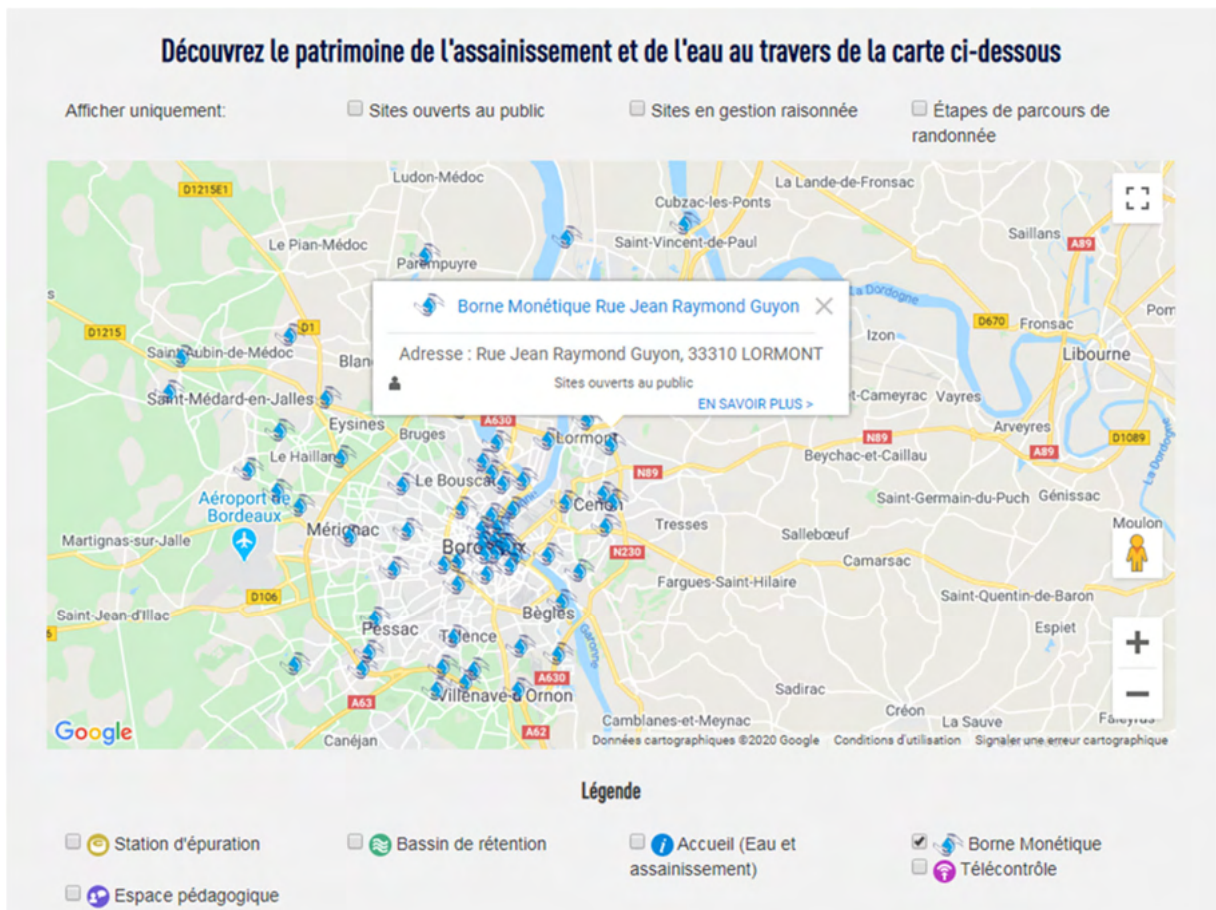 Découvrez le patrimoine de l'assainissement et de l'eau au travers de la carte ci-dessous
Afficher uniquement:
Sites ouverts au public
Sites en gestion raisonnée
Étapes de parcours de
randonnée
Ludon-Médoc
La Lande-de-Fronsac
D1215E1
Cubzac-les-Ponts
Saillans
Le Pian-Médoc
Saint-Vincent-de-Paul
A89
Parempuyre
La Dordogne
Borne Monétique Rue Jean Raymond Guyon
Pom
D1215
D1
D670
Fronsac
Izon
Saint-Aubin-de-Médoc
Blan
Adresse : Rue Jean Raymond Guyon, 33310 LORMONT
Libourne
Sites ouverts au public
EN SAVOIR PLUS >
Saint-Médard-en-Jalles
t-Cameyrac
Vayres
Eysines
Bruges
A630
Lormont
Arveyres
N89
D1089
Le Haillan
Beychac-et-Caillau
A89
La Dordogne
N89
Le Bouscat
Aéroport de
Bordeaux
Cenon
Saint-Germain-du-Puch
Génissac
Mérignac
Tresses
Moulon
Martignas-sur-Jalle
Bordeaux
Sallebœuf
N230
Camarsac
Fargues-Saint-Hilaire
D106
Saint-Quentin-de-Baron
Saint-Jean-d'Illac
Bègles
Pessac
Talence
Garonne
Espiet
A630
Villenave-d'Ornon
Sadirac
A63
Créon
La Sauve
Faleyras
Google
Canéjan
A62
Camblanes-et-Meynac
Données cartographiques ©2020 Google
Conditions d'utilisation
Signaler une erreur cartographique
Légende
Station d'épuration
Bassin de rétention
Accueil (Eau et
assainissement)
Borne Monétique
Télécontrôle
Espace pédagogique